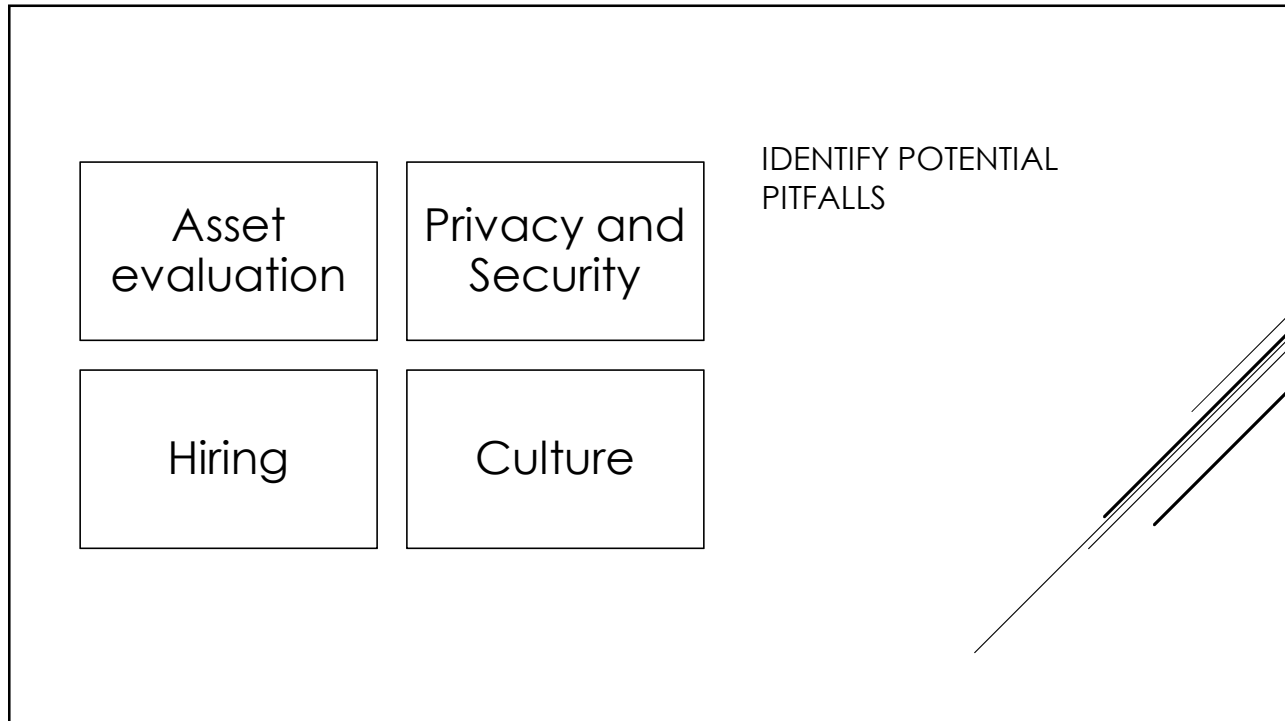 IDENTIFY POTENTIAL
PITFALLS
Asset
evaluation
Privacy and
Security
Hiring
Culture